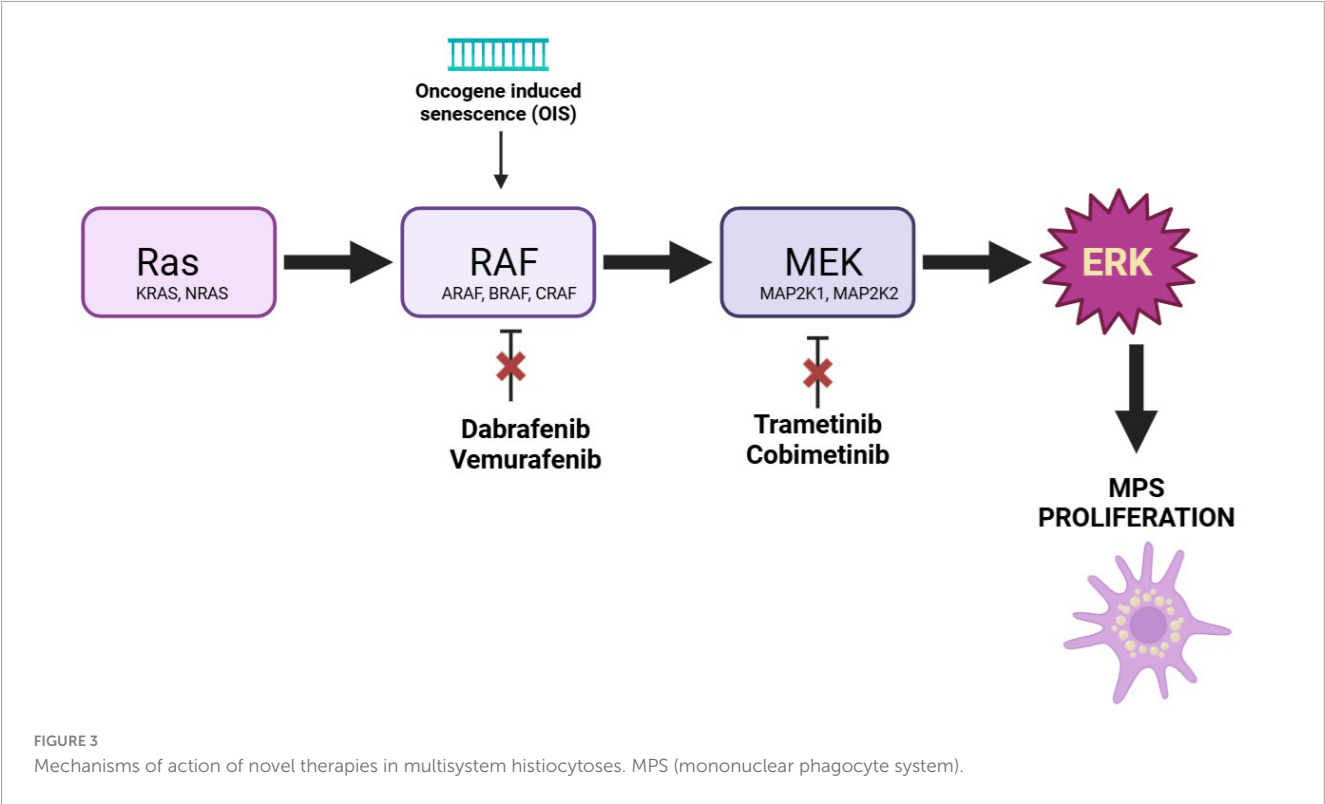 Oncogene induced
senescence (OIS)
Ras
KRAS, NRAS
RAF
ARAF, BRAF, CRAF
MEK
MAP2K1, MAP2K2
ERK
Dabrafenib
Vemurafenib
Trametinib
Cobimetinib
MPS
PROLIFERATION
FIGURE 3
Mechanisms of action of novel therapies in multisystem histiocytoses. MPS (mononuclear phagocyte system).